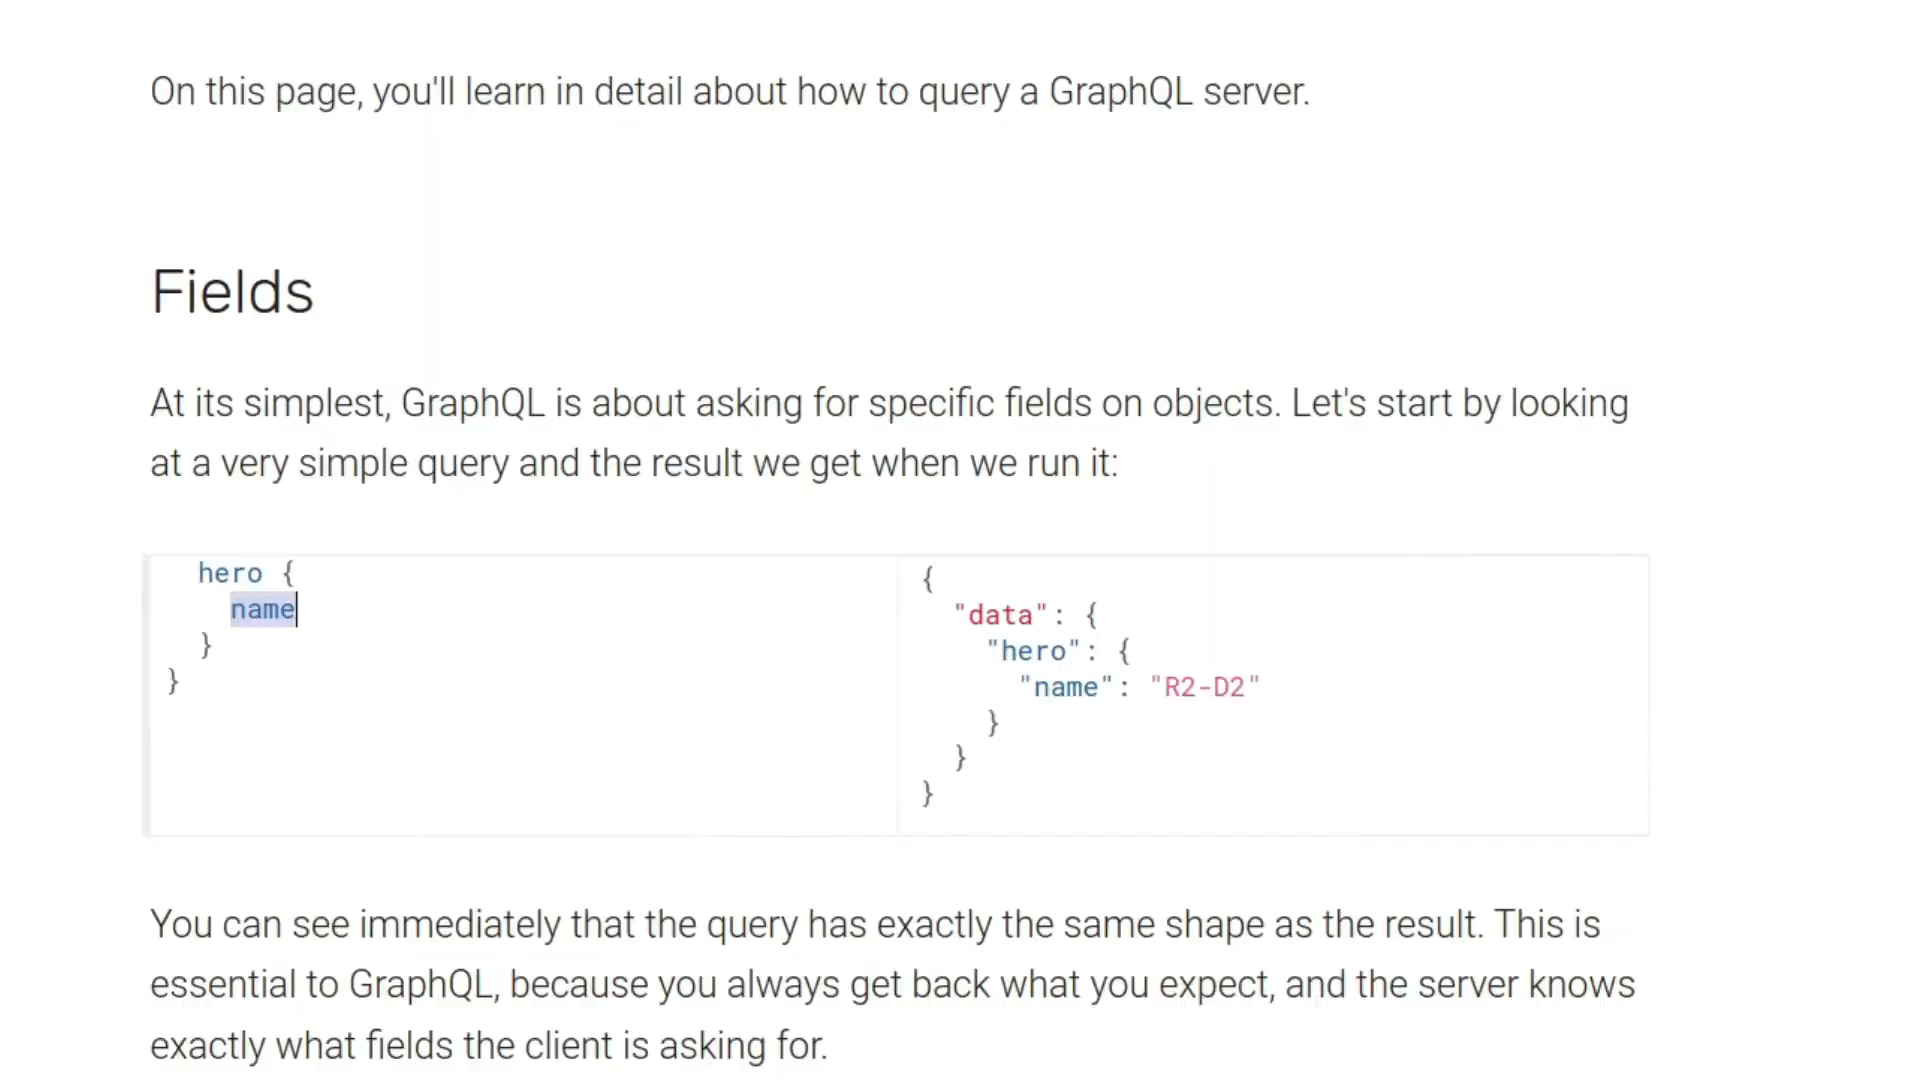 On this page, you'll learn in detail about how to query a GraphQL server.
Fields
At its simplest, GraphQL is about asking for specific fields on objects. Let's start by looking
at a very simple query and the result we get when we run it:
hero {
name
}
}
{
"data": {
"hero": {
"name": "R2-D2"
}
}
}
You can see immediately that the query has exactly the same shape as the result. This is
essential to GraphQL, because you always get back what you expect, and the server knows
exactly what fields the client is asking for.